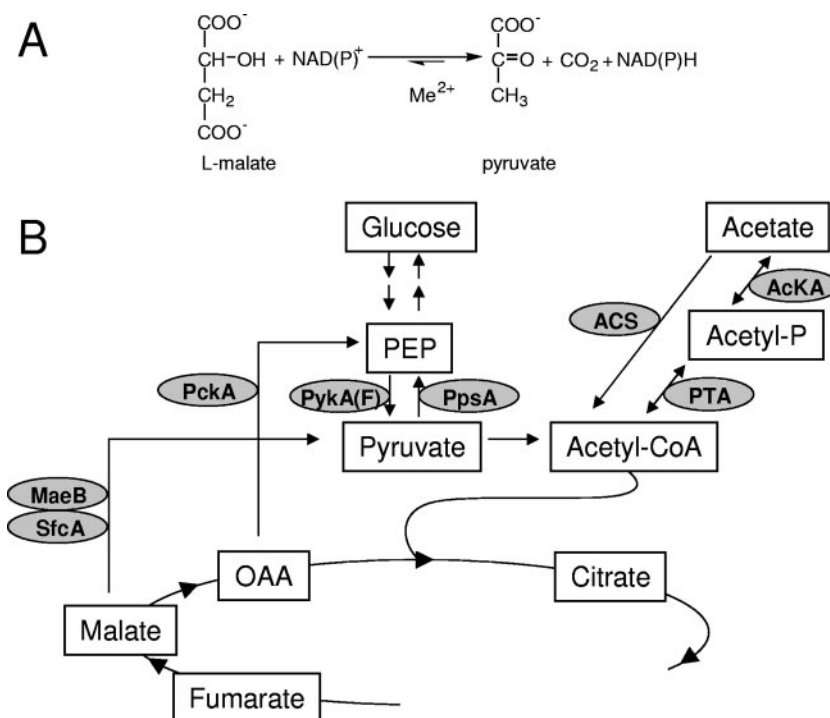 A
COO-
CH-OH + NAD(P)+
CH2
COO-
L-malate
Me2+
COO-
C=O + CO2 + NAD(P)H
CH3
pyruvate
B
Glucose
Acetate
AcKA
ACS
Acetyl-P
PEP
PckA
PykA(F)
PpsA
PTA
Pyruvate
Acetyl-CoA
MaeB
SfcA
OAA
Citrate
Malate
Fumarate